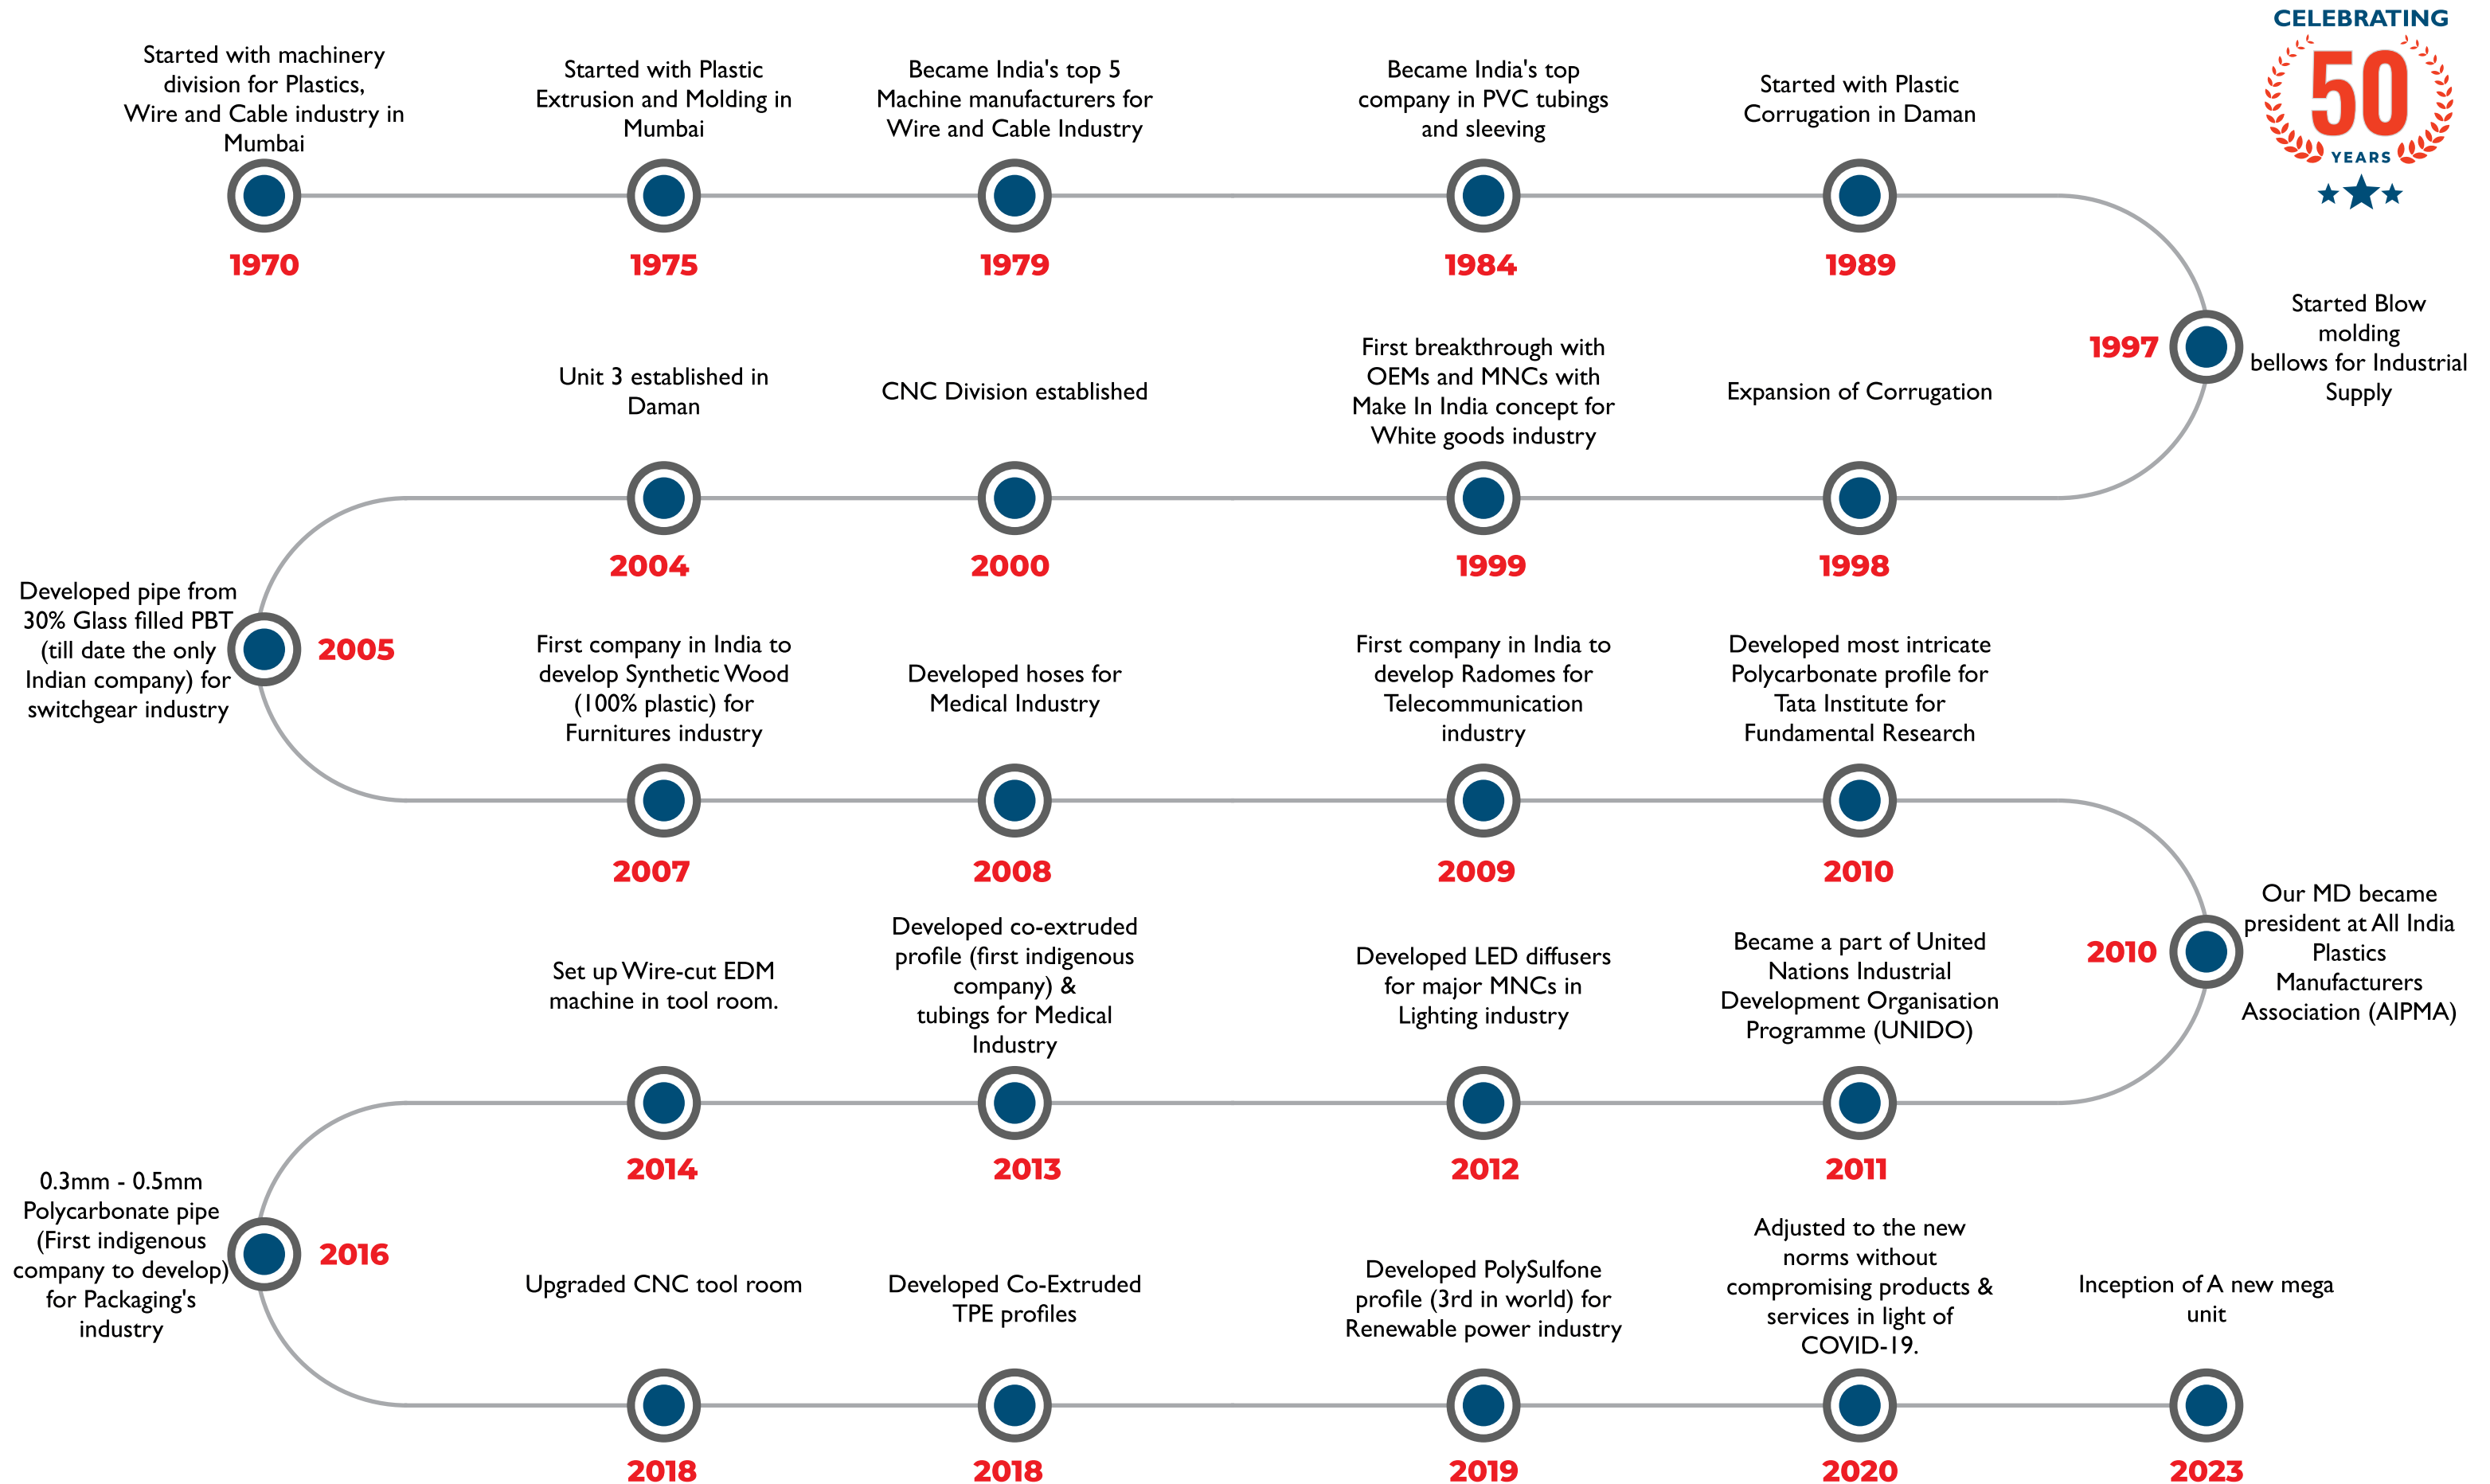 CELEBRATING
50
YEARS
Started with machinery
division for Plastics,
Wire and Cable industry in
Mumbai
1970
Started with Plastic
Extrusion and Molding in
Mumbai
1975
Became India's top 5
Machine manufacturers for
Wire and Cable Industry
1979
Became India's top
company in PVC tubings
and sleeving
1984
Started with Plastic
Corrugation in Daman
1989
Started Blow
molding
bellows for Industrial
Supply
1997
Expansion of Corrugation
1998
First breakthrough with
OEMs and MNCs with
Make In India concept for
White goods industry
1999
CNC Division established
2000
Unit 3 established in
Daman
2004
Developed pipe from
30% Glass filled PBT
(till date the only
Indian company) for
switchgear industry
2005
First company in India to
develop Synthetic Wood
(100% plastic) for
Furnitures industry
2007
Developed hoses for
Medical Industry
2008
First company in India to
develop Radomes for
Telecommunication
industry
2009
Developed most intricate
Polycarbonate profile for
Tata Institute for
Fundamental Research
2010
Our MD became
president at All India
Plastics
Manufacturers
Association (AIPMA)
2010
Became a part of United
Nations Industrial
Development Organisation
Programme (UNIDO)
2011
Developed LED diffusers
for major MNCs in
Lighting industry
2012
Developed co-extruded
profile (first indigenous
company) &
tubings for Medical
Industry
2013
Set up Wire-cut EDM
machine in tool room.
2014
0.3mm - 0.5mm
Polycarbonate pipe
(First indigenous
company to develop)
for Packaging's
industry
2016
Upgraded CNC tool room
2018
Developed Co-Extruded
TPE profiles
2018
Developed PolySulfone
profile (3rd in world) for
Renewable power industry
2019
Adjusted to the new
norms without
compromising products &
services in light of
COVID-19.
2020
Inception of A new mega
unit
2023